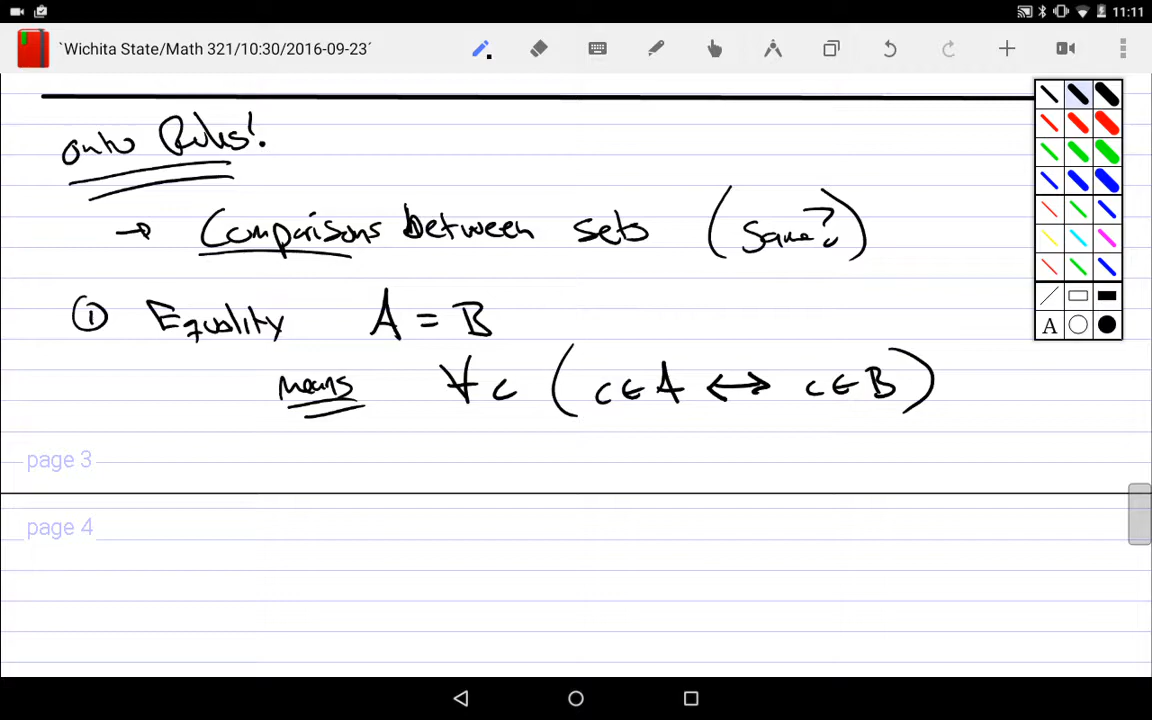 11:11
`Wichita State/Math 321/10:30/2016-09-23´
onto Rules!
→ Comparisons between sets (same?)
① Equality A = B
means ∀c (c∈A ↔ c∈B)
page 3
page 4
A